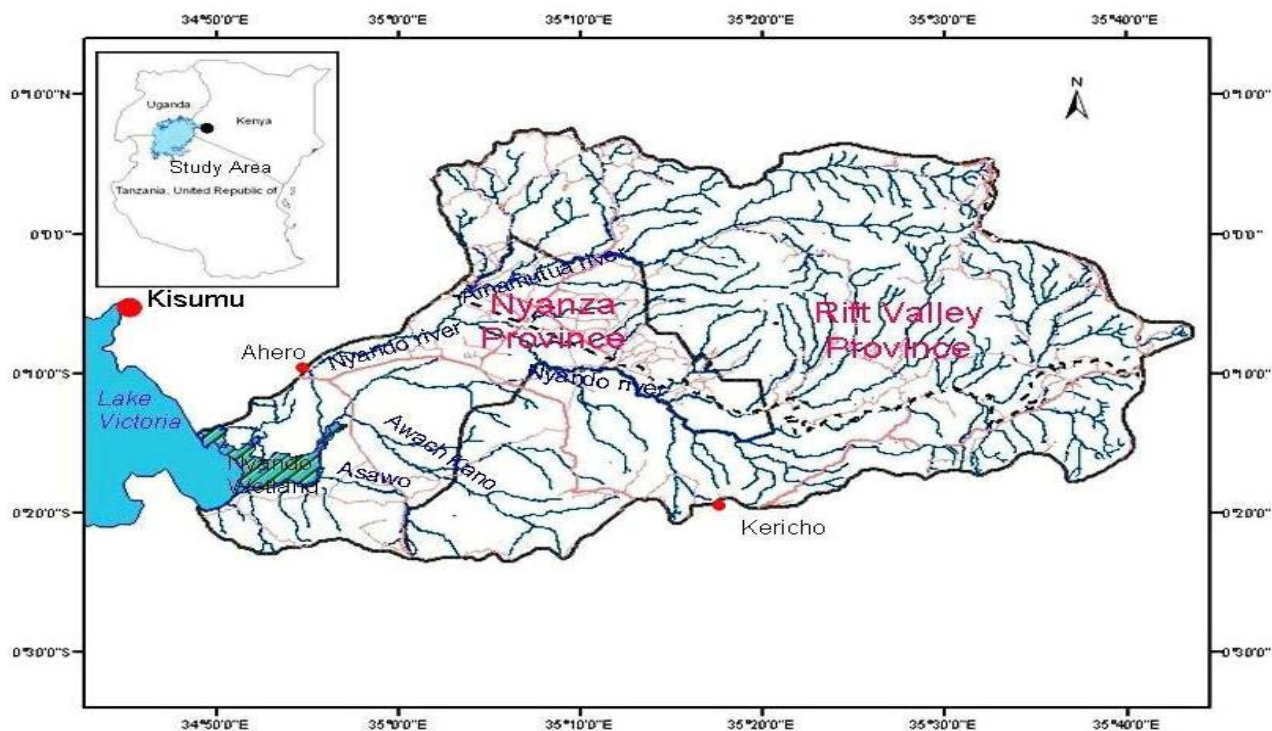 34°50'0"E 35°0'0"E 35°10'0"E 35°20'0"E 35°30'0"E 35°40'0"E
0°10'0"N
0°10'0"N
N
Uganda
Kenya
Study Area
Tanzania, United Republic of
0°0'0"
0°0'0"
Kisumu
Ainamutua river
Nyanza
Province
Rift Valley
Province
Ahero
Nyando river
Nyando river
0°10'0"S
0°10'0"S
Lake
Victoria
Awach Kano
Nyando
Wetland
Asawo
0°20'0"S
0°20'0"S
Kericho
0°30'0"S
0°30'0"S
34°50'0"E 35°0'0"E 35°10'0"E 35°20'0"E 35°30'0"E 35°40'0"E